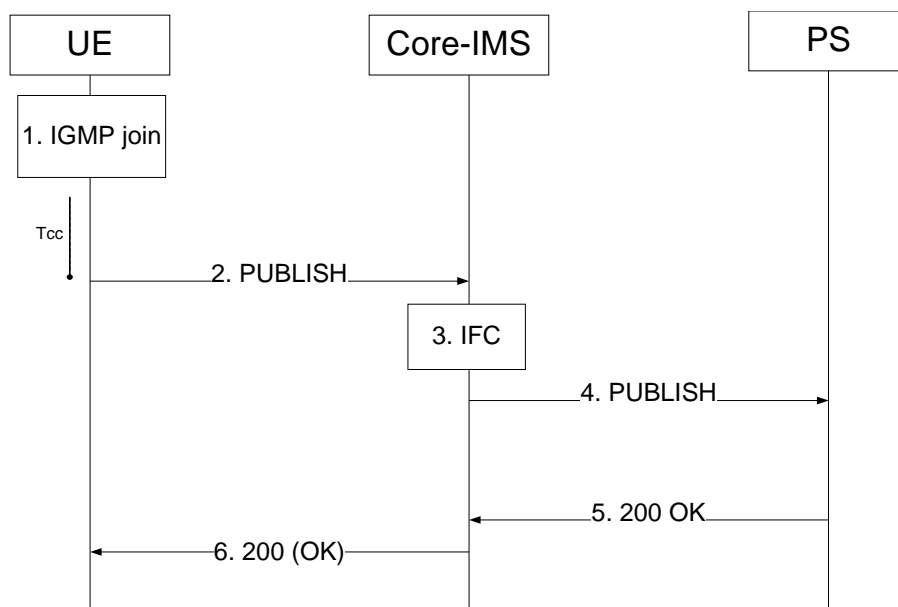 UE
Core-IMS
PS
1. IGMP join
Tcc
2. PUBLISH
3. IFC
4. PUBLISH
5. 200 OK
6. 200 (OK)